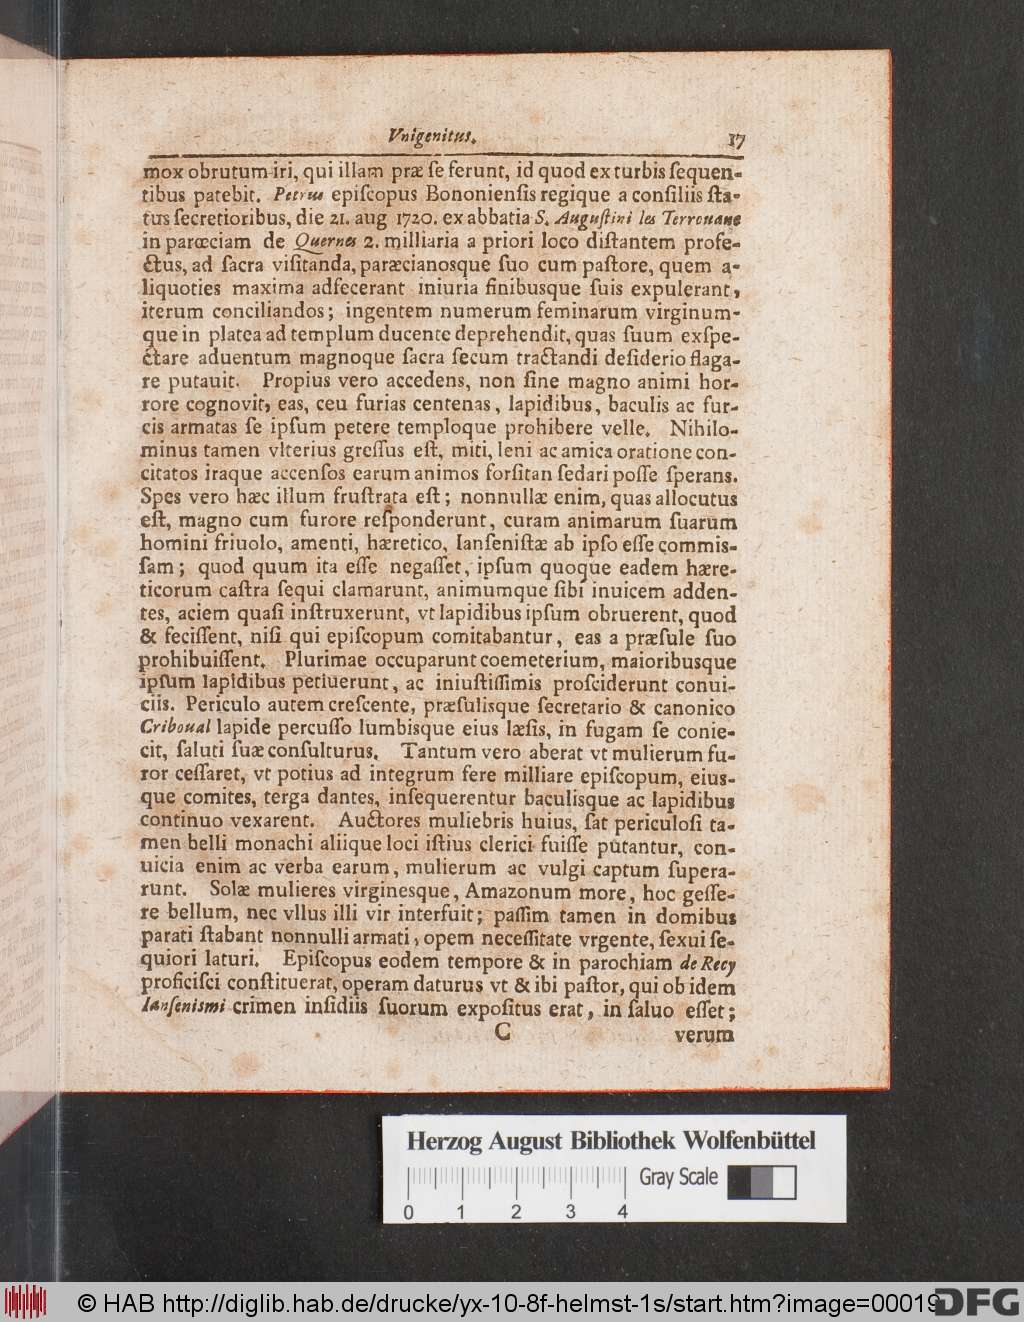 Vnigenitus.
17
mox obrutum iri, qui illam præ ſe ferunt, id quod ex turbis ſequen-
tibus patebit. Petrus epiſcopus Bononienſis regique a conſiliis ſta-
tus ſecretioribus, die 21. aug 1720. ex abbatia S. Auguſtini les Terrouane
in parœciam de Quernes 2. milliaria a priori loco diſtantem profe-
ctus, ad ſacra viſitanda, paræcianosque ſuo cum paſtore, quem a-
liquoties maxima adfecerant iniuria finibusque ſuis expulerant,
iterum conciliandos; ingentem numerum feminarum virginum-
que in platea ad templum ducente deprehendit, quas ſuum exſpe-
ctare aduentum magnoque ſacra ſecum tractandi deſiderio flagra-
re putauit. Propius vero accedens, non ſine magno animi hor-
rore cognovit, eas, ceu furias centenas, lapidibus, baculis ac fur-
cis armatas ſe ipſum petere temploque prohibere velle. Nihilo-
minus tamen vlterius greſſus eſt, miti, leni ac amica oratione con-
citatos iraque accenſos earum animos forſitan ſedari poſſe ſperans.
Spes vero hæc illum fruſtrata eſt; nonnullæ enim, quas allocutus
eſt, magno cum furore reſponderunt, curam animarum ſuarum
homini friuolo, amenti, hæretico, Ianſeniſtæ ab ipſo eſſe commis-
ſam; quod quum ita eſſe negaſſet, ipſum quoque eadem hære-
ticorum caſtra ſequi clamarunt, animumque ſibi inuicem adden-
tes, aciem quaſi inſtruxerunt, vt lapidibus ipſum obruerent, quod
& feciſſent, niſi qui epiſcopum comitabantur, eas a præſule ſuo
prohibuiſſent. Plurimae occuparunt coemeterium, maioribusque
ipſum lapidibus petiuerunt, ac iniuſtiſſimis proſciderunt conui-
ciis. Periculo autem creſcente, præſulisque ſecretario & canonico
Criboual lapide percuſſo lumbisque eius læſis, in fugam ſe conie-
cit, ſaluti ſuæ conſulturus. Tantum vero aberat vt mulierum fu-
ror ceſſaret, vt potius ad integrum fere milliare epiſcopum, eius-
que comites, terga dantes, inſequerentur baculisque ac lapidibus
continuo vexarent. Auctores muliebris huius, ſat periculoſi ta-
men belli monachi aliique loci iſtius clerici fuiſſe putantur, con-
uicia enim ac verba earum, mulierum ac vulgi captum ſupera-
runt. Solæ mulieres virginesque, Amazonum more, hoc geſſe-
re bellum, nec vllus illi vir interfuit; paſſim tamen in domibus
parati ſtabant nonnulli armati, opem neceſſitate vrgente, ſexui ſe-
quiori laturi. Epiſcopus eodem tempore & in parochiam de Recy
proficiſci conſtituerat, operam daturus vt & ibi paſtor, qui ob idem
Ianſenismi crimen inſidiis ſuorum expoſitus erat, in ſaluo eſſet;
C
verum
Herzog August Bibliothek Wolfenbüttel
Gray Scale
0 1 2 3 4
© HAB http://diglib.hab.de/drucke/yx-10-8f-helmst-1s/start.htm?image=00019
DFG